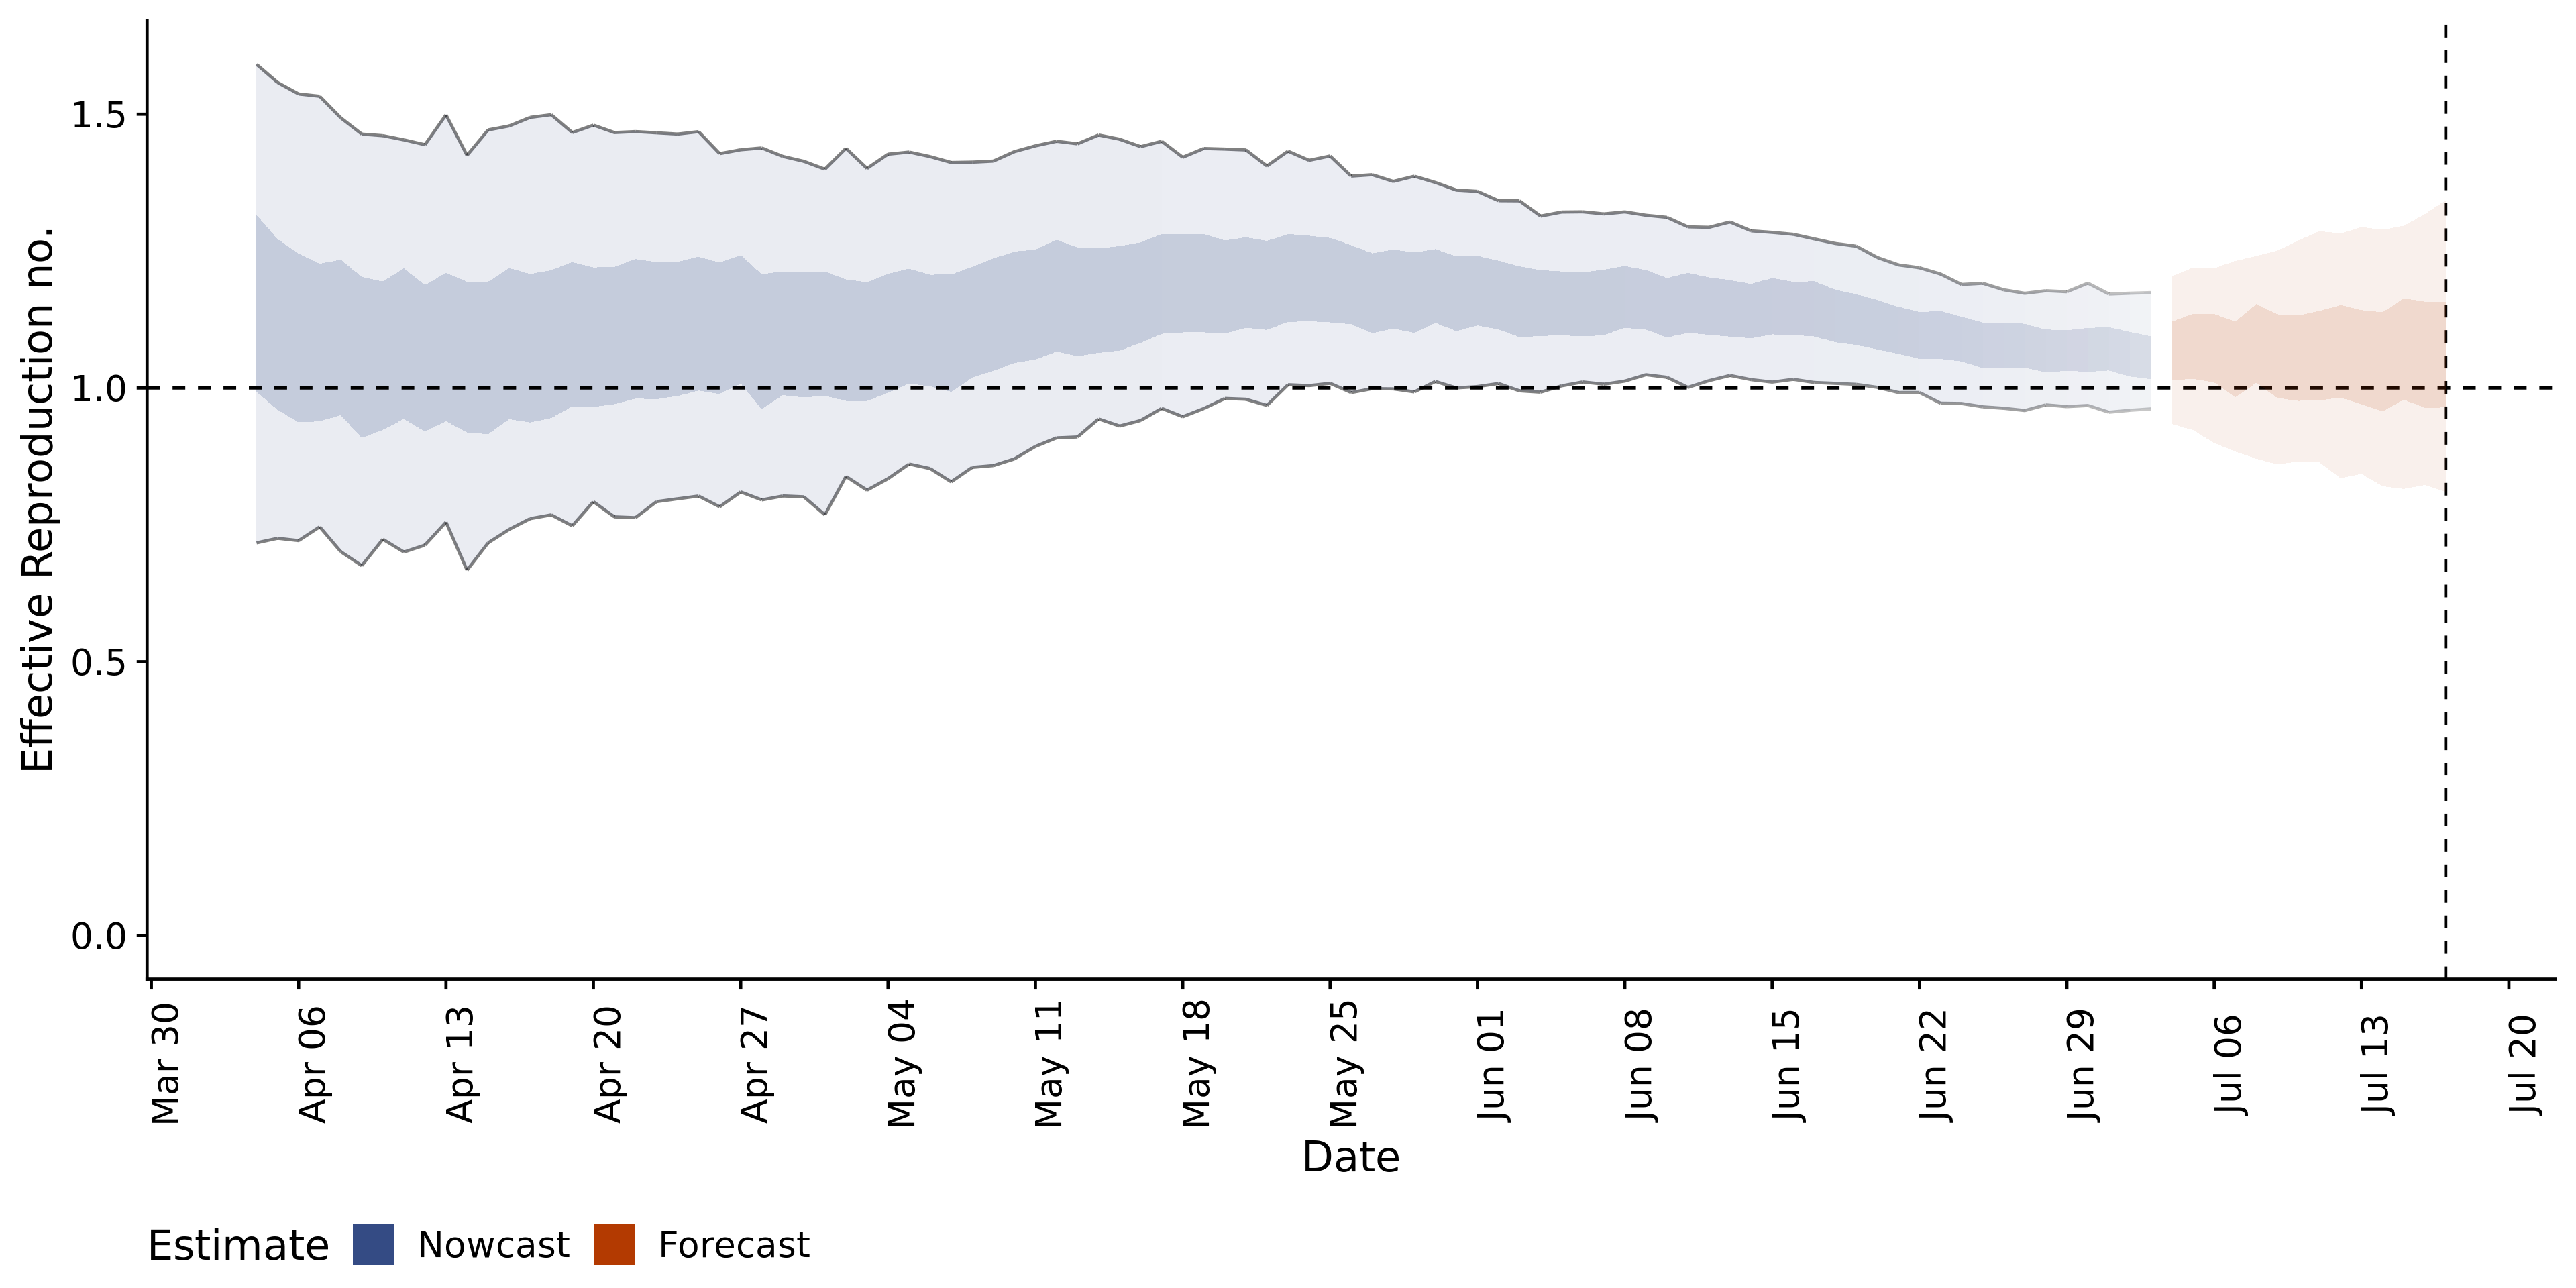 Effective Reproduction no.
1.5
1.0
0.5
0.0
Mar 30
Apr 06
Apr 13
Apr 20
Apr 27
May 04
May 11
May 18
May 25
Jun 01
Jun 08
Jun 15
Jun 22
Jun 29
Jul 06
Jul 13
Jul 20
Date
Estimate Nowcast Forecast